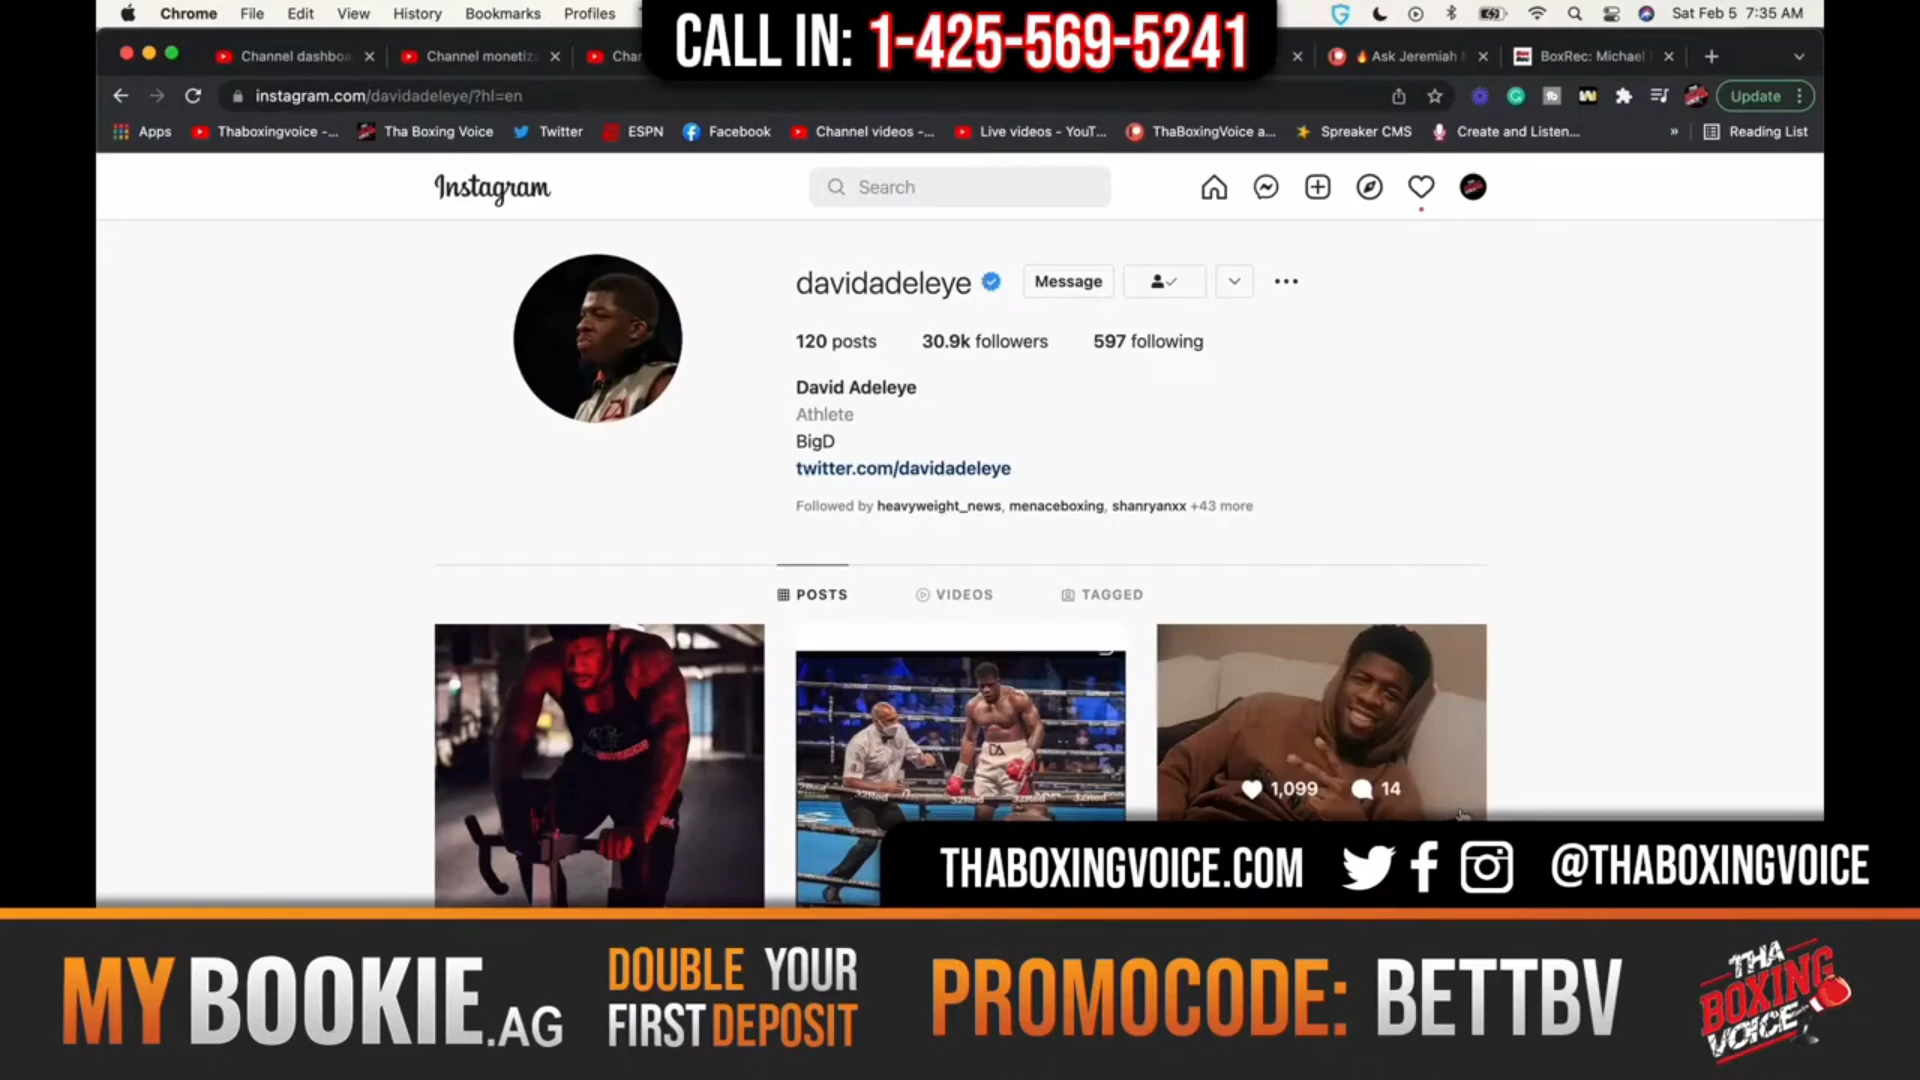 Chrome File Edit View History Bookmarks Profiles
Sat Feb 5 7:35 AM
CALL IN: 1-425-569-5241
Channel dashboa
Channel monetiz
Char
🔥 Ask Jeremiah
BoxRec: Michael
instagram.com/davidadeleye/?hl=en
Update
Apps
Thaboxingvoice -...
Tha Boxing Voice
Twitter
ESPN
Facebook
Channel videos -...
Live videos - YouT...
ThaBoxingVoice a...
Spreaker CMS
Create and Listen...
»
Reading List
Instagram
Search
davidadeleye
Message
120 posts 30.9k followers 597 following
David Adeleye
Athlete
BigD
twitter.com/davidadeleye
Followed by heavyweight_news, menaceboxing, shanryanxx +43 more
POSTS
VIDEOS
TAGGED
DA
32Red
1,099 14
THABOXINGVOICE.COM
@THABOXINGVOICE
MYBOOKIE.AG
DOUBLE YOUR
FIRST DEPOSIT
PROMOCODE: BETTBV
THA
BOXING
VOICE